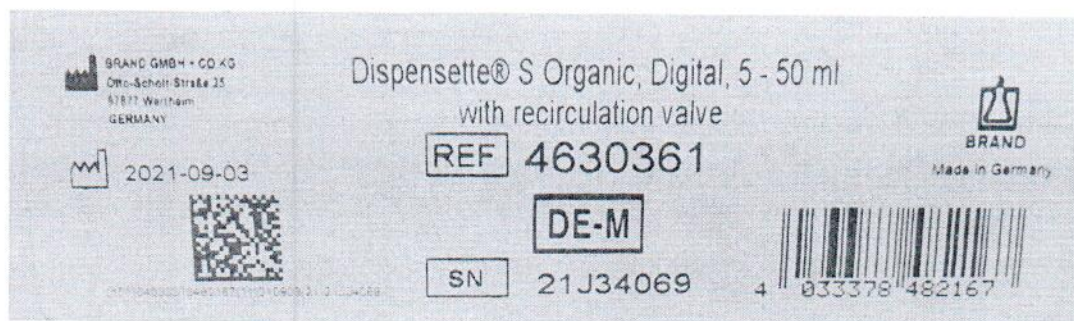 BRAND GMBH + CO KG
Otto-Schott-Straße 25
97877 Wertheim
GERMANY
2021-09-03
Dispensette® S Organic, Digital, 5 - 50 ml
with recirculation valve
REF 4630361
DE-M
SN 21J34069
BRAND
Made in Germany
4 033378 482167